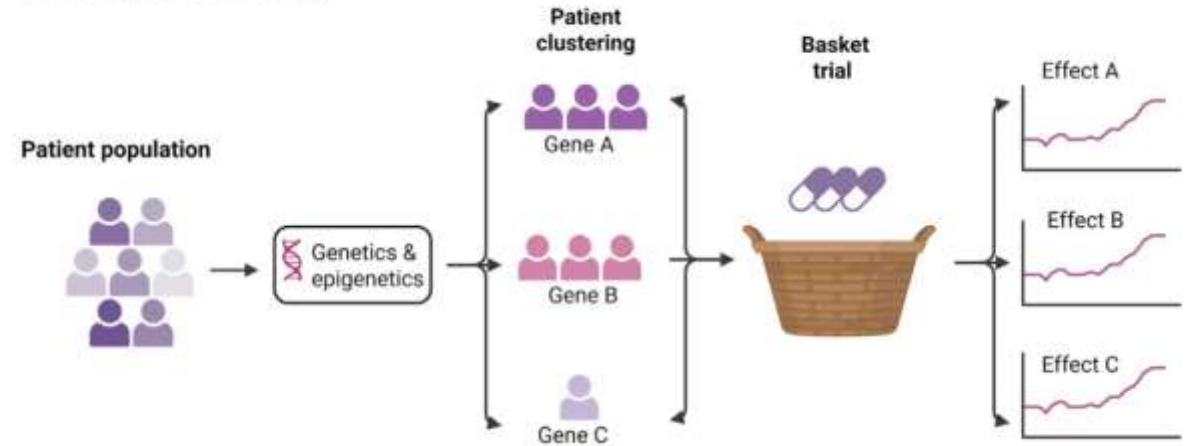 Patient population
Genetics &
epigenetics
Patient
clustering
Gene A
Gene B
Gene C
Basket
trial
Effect A
Effect B
Effect C